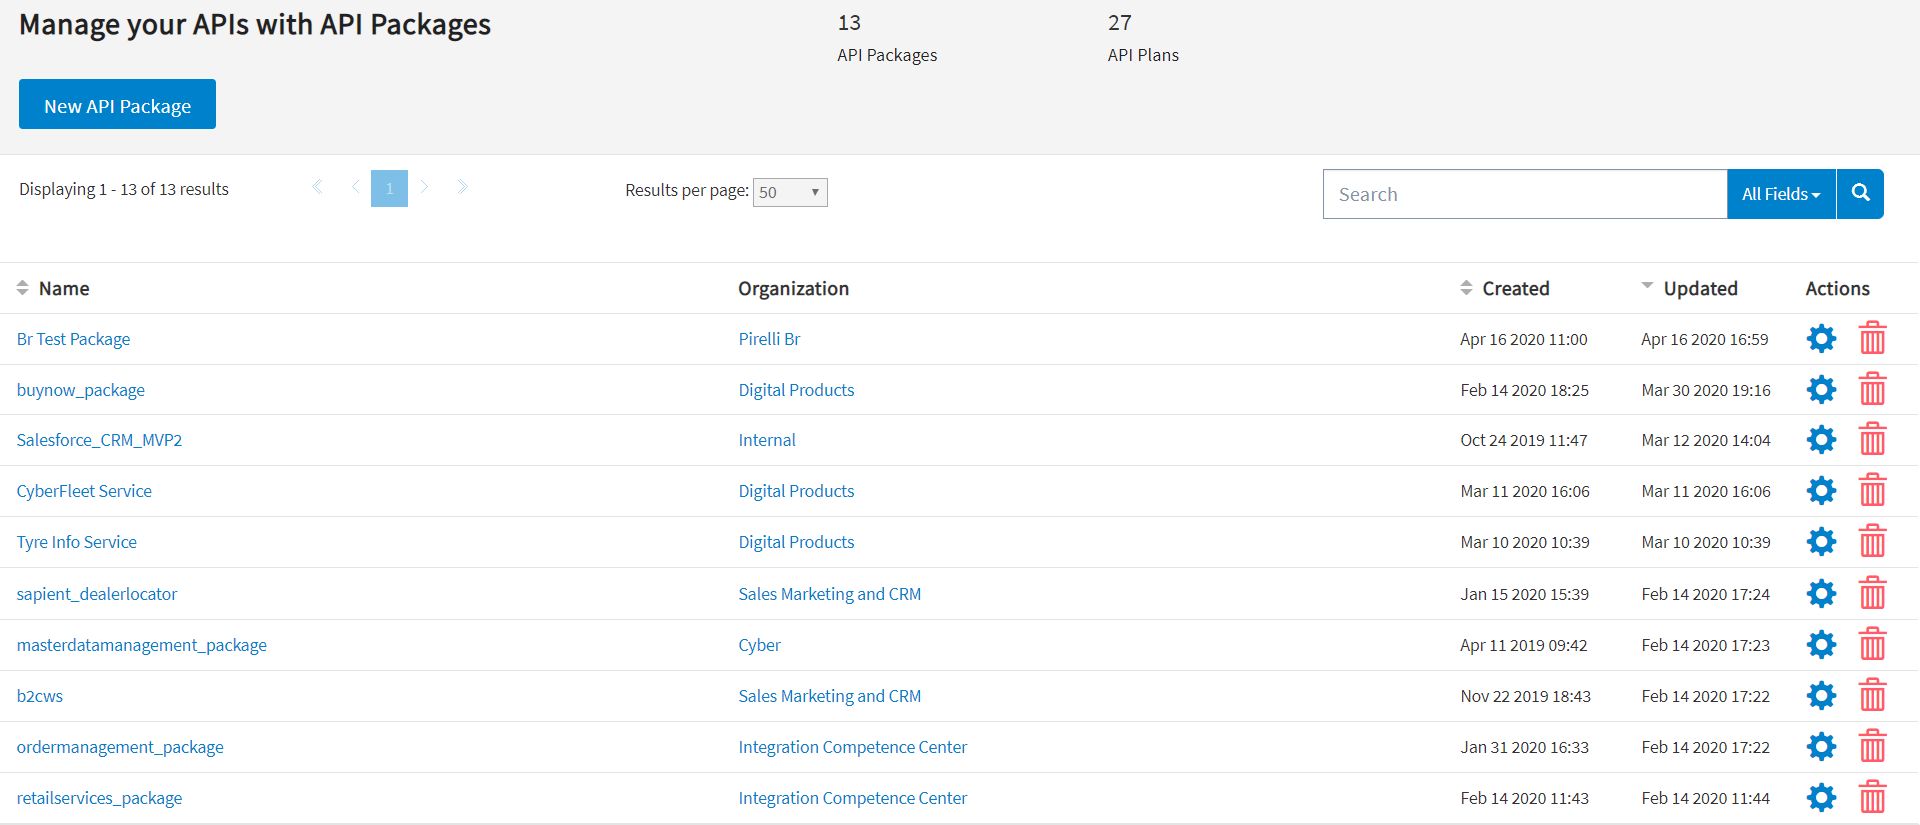 Manage your APIs with API Packages
13
API Packages
27
API Plans
New API Package
Displaying 1 - 13 of 13 results
1
Results per page: 50
Search
All Fields
Name Organization Created Updated Actions
Br Test Package Pirelli Br Apr 16 2020 11:00 Apr 16 2020 16:59
buynow_package Digital Products Feb 14 2020 18:25 Mar 30 2020 19:16
Salesforce_CRM_MVP2 Internal Oct 24 2019 11:47 Mar 12 2020 14:04
CyberFleet Service Digital Products Mar 11 2020 16:06 Mar 11 2020 16:06
Tyre Info Service Digital Products Mar 10 2020 10:39 Mar 10 2020 10:39
sapient_dealerlocator Sales Marketing and CRM Jan 15 2020 15:39 Feb 14 2020 17:24
masterdatamanagement_package Cyber Apr 11 2019 09:42 Feb 14 2020 17:23
b2cws Sales Marketing and CRM Nov 22 2019 18:43 Feb 14 2020 17:22
ordermanagement_package Integration Competence Center Jan 31 2020 16:33 Feb 14 2020 17:22
retailservices_package Integration Competence Center Feb 14 2020 11:43 Feb 14 2020 11:44